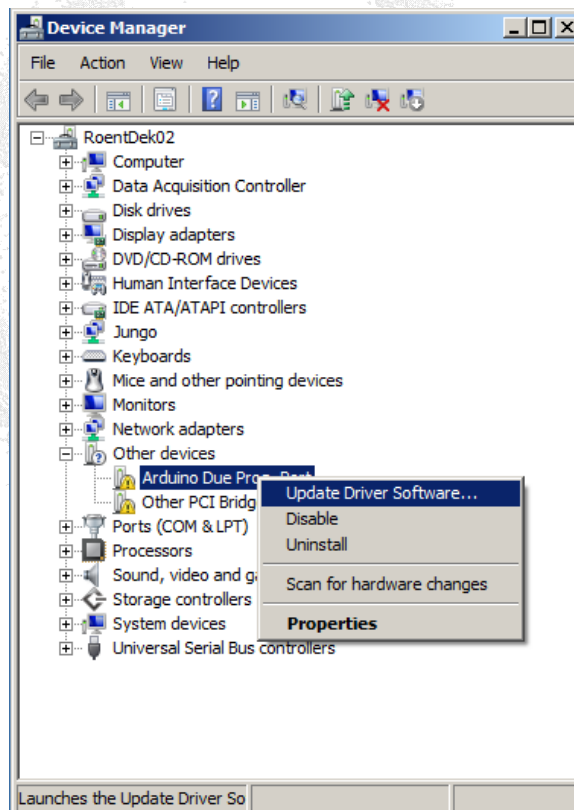 Device Manager
File Action View Help
RoentDek02
Computer
Data Acquisition Controller
Disk drives
Display adapters
DVD/CD-ROM drives
Human Interface Devices
IDE ATA/ATAPI controllers
Jungo
Keyboards
Mice and other pointing devices
Monitors
Network adapters
Other devices
Arduino Due Prog. Port
Other PCI Bridg
Ports (COM & LPT)
Processors
Sound, video and ga
Storage controllers
System devices
Universal Serial Bus controllers
Update Driver Software...
Disable
Uninstall
Scan for hardware changes
Properties
Launches the Update Driver So